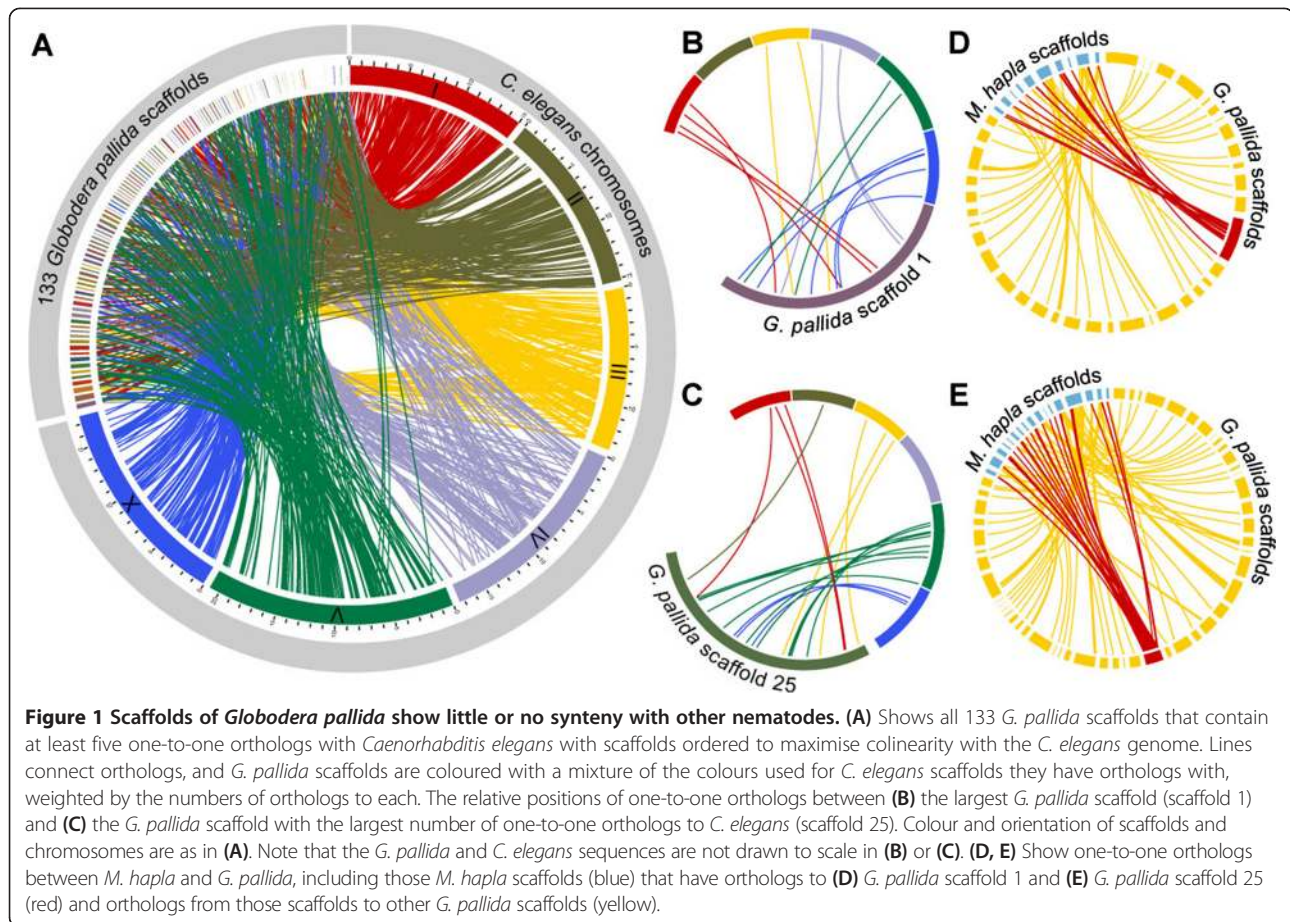 A
133 Globodera pallida scaffolds
C. elegans chromosomes
I
II
III
IV
V
X
B
G. pallida scaffold 1
C
G. pallida scaffold 25
D
M. hapla scaffolds
G. pallida scaffolds
E
M. hapla scaffolds
G. pallida scaffolds
Figure 1 Scaffolds of Globodera pallida show little or no synteny with other nematodes. (A) Shows all 133 G. pallida scaffolds that contain
at least five one-to-one orthologs with Caenorhabditis elegans with scaffolds ordered to maximise colinearity with the C. elegans genome. Lines
connect orthologs, and G. pallida scaffolds are coloured with a mixture of the colours used for C. elegans scaffolds they have orthologs with,
weighted by the numbers of orthologs to each. The relative positions of one-to-one orthologs between (B) the largest G. pallida scaffold (scaffold 1)
and (C) the G. pallida scaffold with the largest number of one-to-one orthologs to C. elegans (scaffold 25). Colour and orientation of scaffolds and
chromosomes are as in (A). Note that the G. pallida and C. elegans sequences are not drawn to scale in (B) or (C). (D, E) Show one-to-one orthologs
between M. hapla and G. pallida, including those M. hapla scaffolds (blue) that have orthologs to (D) G. pallida scaffold 1 and (E) G. pallida scaffold 25
(red) and orthologs from those scaffolds to other G. pallida scaffolds (yellow).